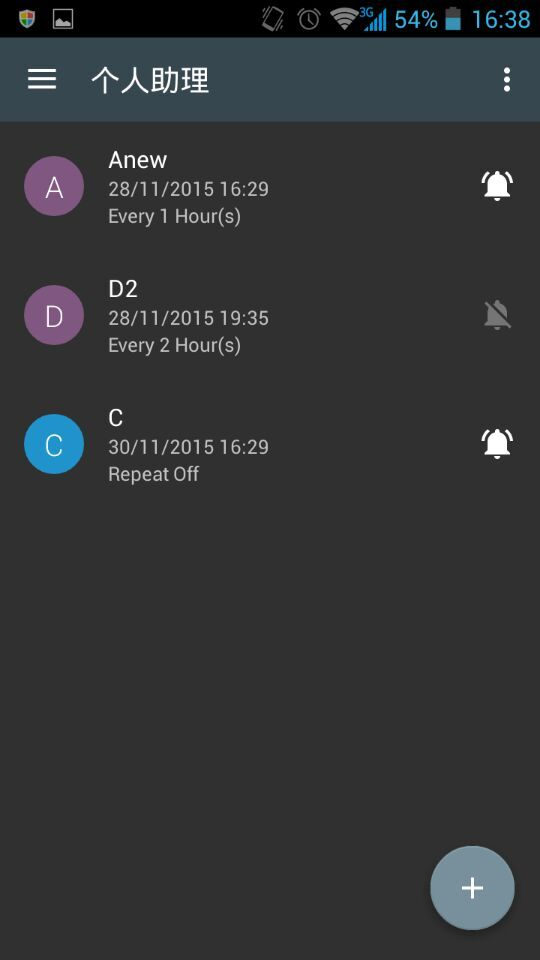 3G 54% 16:38
个人助理
A
Anew
28/11/2015 16:29
Every 1 Hour(s)
D
D2
28/11/2015 19:35
Every 2 Hour(s)
C
C
30/11/2015 16:29
Repeat Off
+